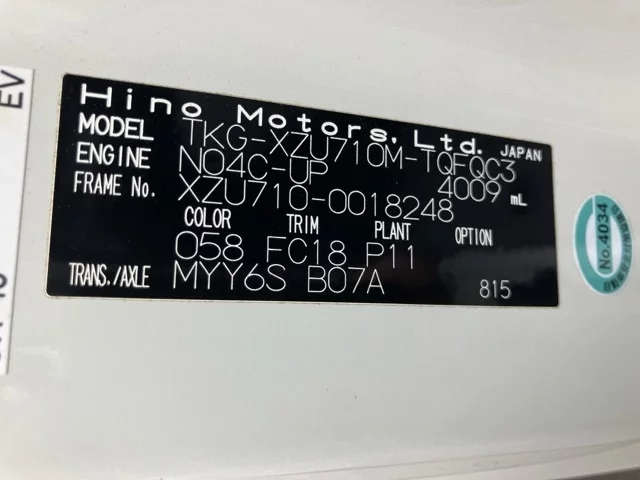 Hino Motors, Ltd. JAPAN
MODEL TKG-XZU710M-TQFQC3
ENGINE N04C-UP 4009 mL
FRAME No. XZU710-0018248
COLOR TRIM PLANT OPTION
058 FC18 P11
TRANS./AXLE MYY6S B07A 815
No.4034
EV